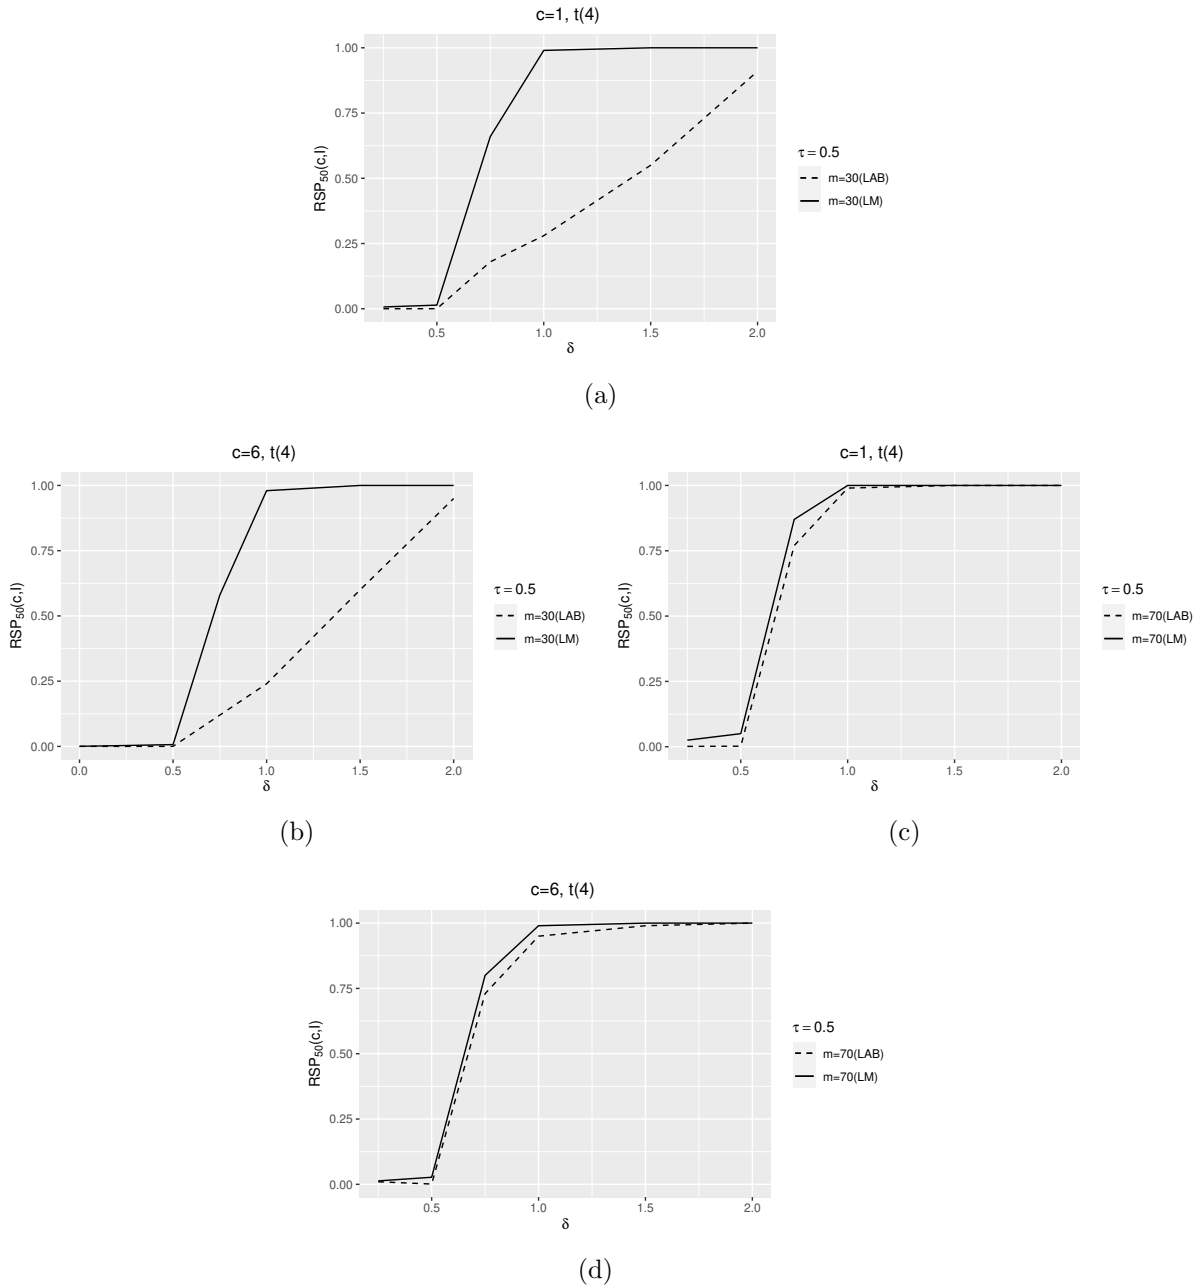 c=1, t(4)
RSP50(c,I)
1.00
0.75
0.50
0.25
0.00
0.5 1.0 1.5 2.0
δ
τ = 0.5
m=30(LAB)
m=30(LM)
(a)
c=6, t(4)
RSP50(c,I)
1.00
0.75
0.50
0.25
0.00
0.0 0.5 1.0 1.5 2.0
δ
τ = 0.5
m=30(LAB)
m=30(LM)
(b)
c=1, t(4)
RSP50(c,I)
1.00
0.75
0.50
0.25
0.00
0.5 1.0 1.5 2.0
δ
τ = 0.5
m=70(LAB)
m=70(LM)
(c)
c=6, t(4)
RSP50(c,I)
1.00
0.75
0.50
0.25
0.00
0.5 1.0 1.5 2.0
δ
τ = 0.5
m=70(LAB)
m=70(LM)
(d)